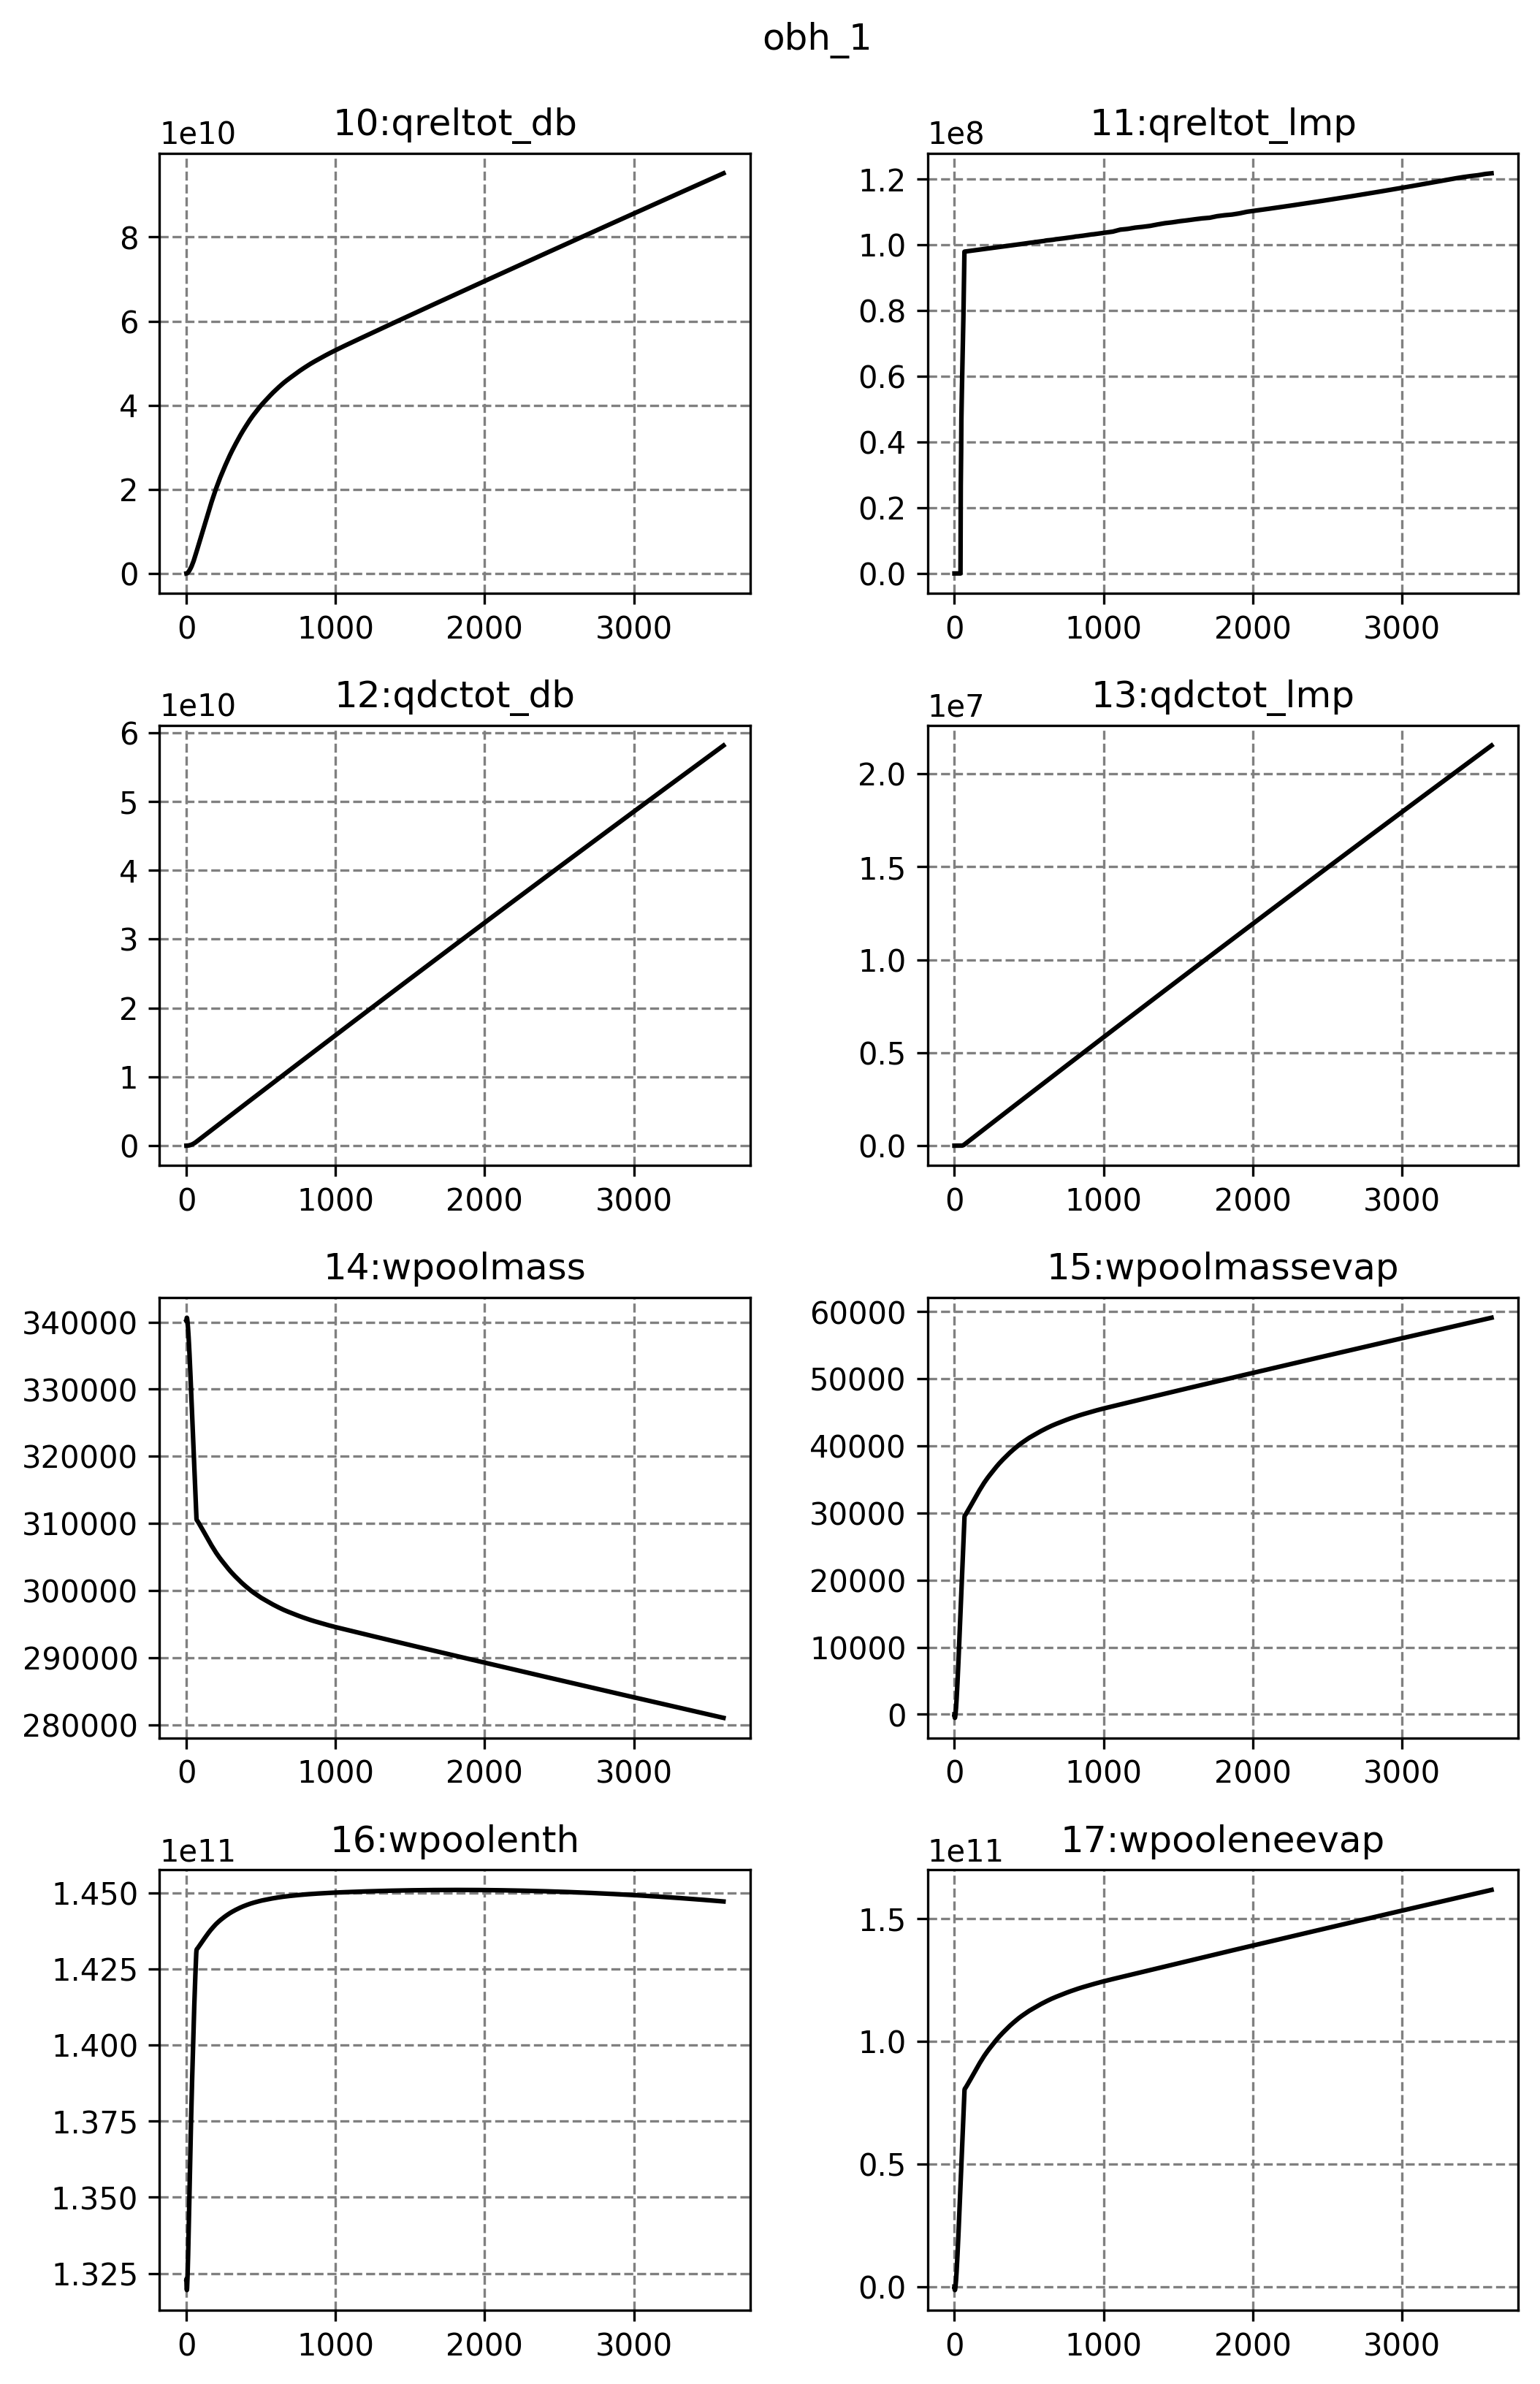 obh_1
10:qreltot_db
1e10
8
6
4
2
0
0 1000 2000 3000
11:qreltot_lmp
1e8
1.2
1.0
0.8
0.6
0.4
0.2
0.0
0 1000 2000 3000
12:qdctot_db
1e10
6
5
4
3
2
1
0
0 1000 2000 3000
13:qdctot_lmp
1e7
2.0
1.5
1.0
0.5
0.0
0 1000 2000 3000
14:wpoolmass
340000
330000
320000
310000
300000
290000
280000
0 1000 2000 3000
15:wpoolmassevap
60000
50000
40000
30000
20000
10000
0
0 1000 2000 3000
16:wpoolenth
1e11
1.450
1.425
1.400
1.375
1.350
1.325
0 1000 2000 3000
17:wpooleneevap
1e11
1.5
1.0
0.5
0.0
0 1000 2000 3000